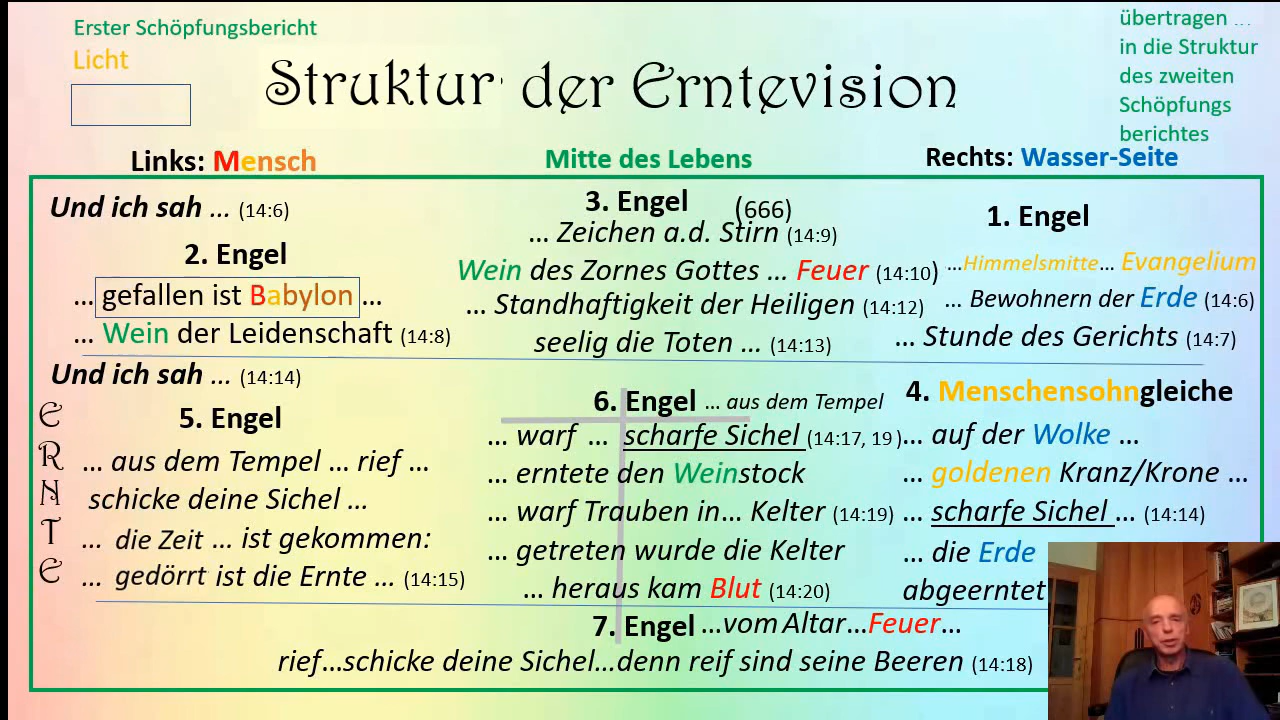 Erster Schöpfungsbericht
Licht
Struktur der Erntevision
übertragen ...
in die Struktur
des zweiten
Schöpfungs
berichtes
Links: Mensch
Mitte des Lebens
Rechts: Wasser-Seite
Und ich sah ... (14:6)
2. Engel
... gefallen ist Babylon ...
... Wein der Leidenschaft (14:8)
3. Engel (666)
... Zeichen a.d. Stirn (14:9)
Wein des Zornes Gottes ... Feuer (14:10)
... Standhaftigkeit der Heiligen (14:12)
seelig die Toten ... (14:13)
1. Engel
...Himmelsmitte... Evangelium
... Bewohnern der Erde (14:6)
... Stunde des Gerichts (14:7)
Und ich sah ... (14:14)
ERNTE
5. Engel
... aus dem Tempel ... rief ...
schicke deine Sichel ...
... die Zeit ... ist gekommen:
... gedörrt ist die Ernte ... (14:15)
6. Engel ... aus dem Tempel
... warf ... scharfe Sichel (14:17, 19)
... erntete den Weinstock
... warf Trauben in... Kelter (14:19)
... getreten wurde die Kelter
... heraus kam Blut (14:20)
4. Menschensohngleiche
... auf der Wolke ...
... goldenen Kranz/Krone ...
... scharfe Sichel ... (14:14)
... die Erde
abgeerntet
7. Engel ...vom Altar...Feuer...
rief...schicke deine Sichel...denn reif sind seine Beeren (14:18)